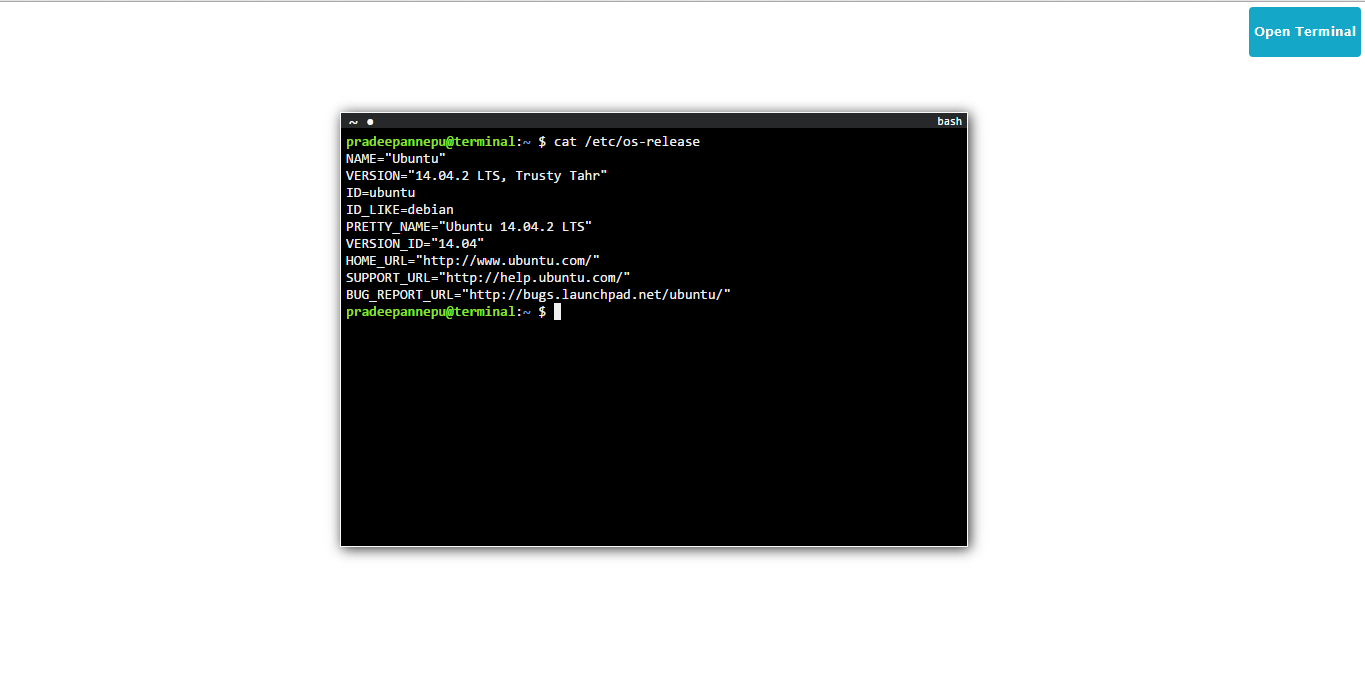 Open Terminal
~ ● bash
pradeepannepu@terminal:~ $ cat /etc/os-release
NAME="Ubuntu"
VERSION="14.04.2 LTS, Trusty Tahr"
ID=ubuntu
ID_LIKE=debian
PRETTY_NAME="Ubuntu 14.04.2 LTS"
VERSION_ID="14.04"
HOME_URL="http://www.ubuntu.com/"
SUPPORT_URL="http://help.ubuntu.com/"
BUG_REPORT_URL="http://bugs.launchpad.net/ubuntu/"
pradeepannepu@terminal:~ $